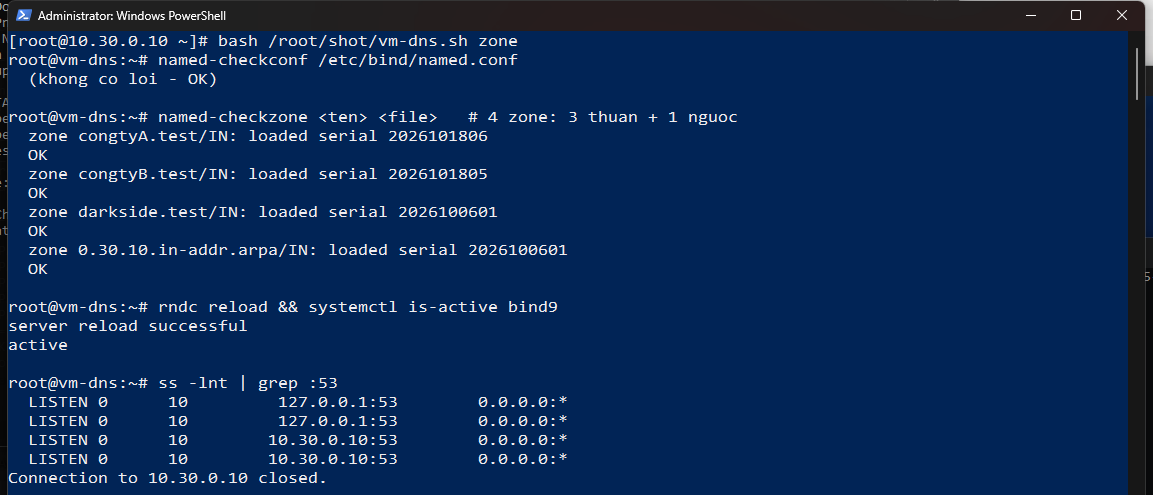 Administrator: Windows PowerShell
[root@10.30.0.10 ~]# bash /root/shot/vm-dns.sh zone
root@vm-dns:~# named-checkconf /etc/bind/named.conf
  (khong co loi - OK)

root@vm-dns:~# named-checkzone <ten> <file>   # 4 zone: 3 thuan + 1 nguoc
  zone congtyA.test/IN: loaded serial 2026101806
  OK
  zone congtyB.test/IN: loaded serial 2026101805
  OK
  zone darkside.test/IN: loaded serial 2026100601
  OK
  zone 0.30.10.in-addr.arpa/IN: loaded serial 2026100601
  OK

root@vm-dns:~# rndc reload && systemctl is-active bind9
server reload successful
active

root@vm-dns:~# ss -lnt | grep :53
  LISTEN 0      10         127.0.0.1:53        0.0.0.0:*
  LISTEN 0      10         127.0.0.1:53        0.0.0.0:*
  LISTEN 0      10        10.30.0.10:53        0.0.0.0:*
  LISTEN 0      10        10.30.0.10:53        0.0.0.0:*
Connection to 10.30.0.10 closed.